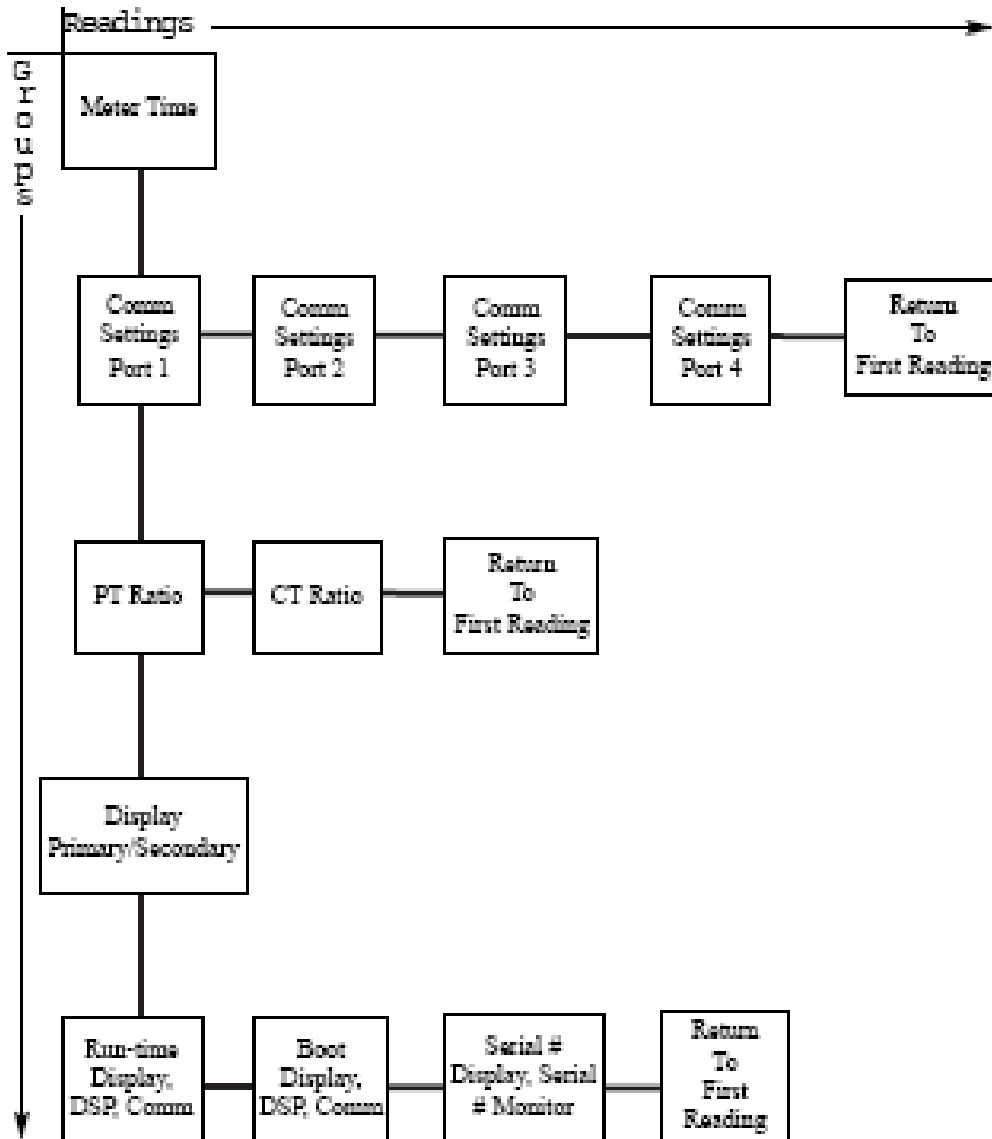 Readings
Groups
Meter Time
Comm
Settings
Port 1
Comm
Settings
Port 2
Comm
Settings
Port 3
Comm
Settings
Port 4
Return
To
First Reading
PT Ratio
CT Ratio
Return
To
First Reading
Display
Primary/Secondary
Run-time
Display,
DSP, Comm
Boot
Display,
DSP, Comm
Serial #
Display, Serial
# Monitor
Return
To
First
Reading